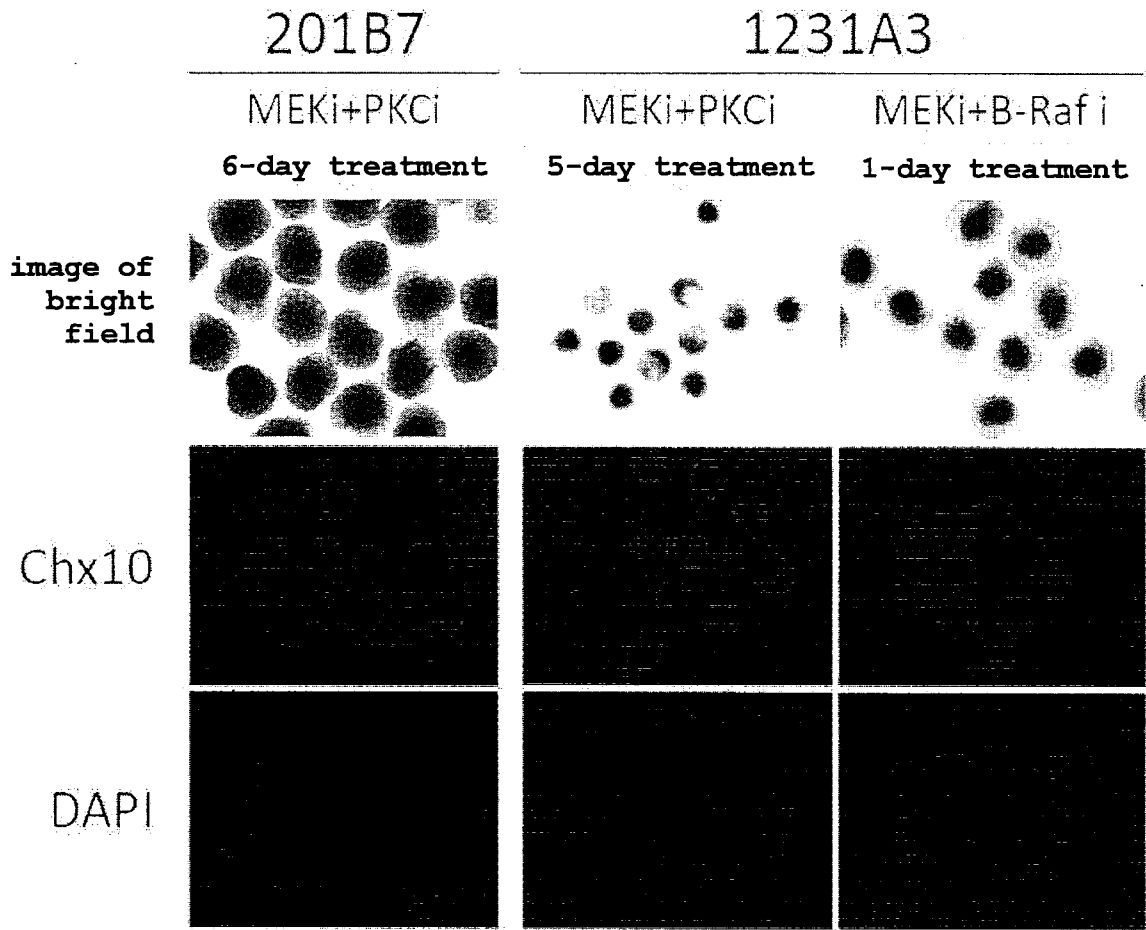 201B7 1231A3
MEKi+PKCi MEKi+PKCi MEKi+B-Raf i
6-day treatment 5-day treatment 1-day treatment
image of
bright
field
Chx10
DAPI